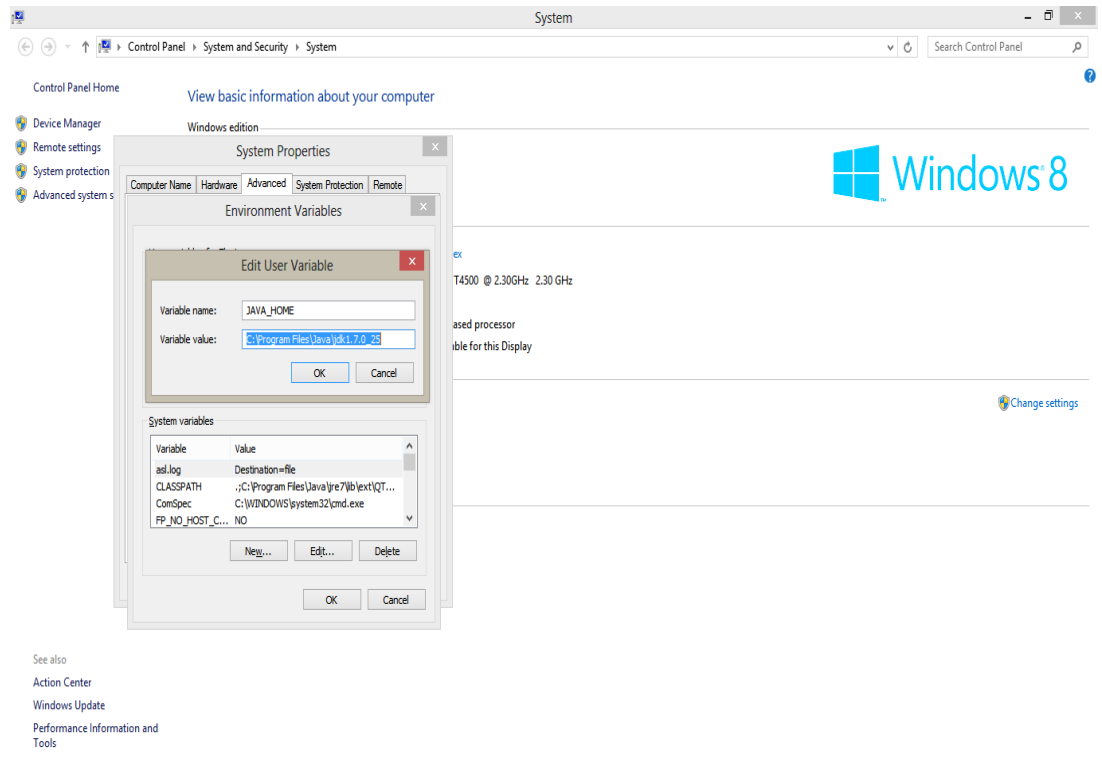 System
Control Panel System and Security System
Search Control Panel
Control Panel Home
View basic information about your computer
Device Manager
Windows edition
Remote settings
System protection
Advanced system s
Windows 8
System Properties
Computer Name Hardware Advanced System Protection Remote
Environment Variables
ex
T4500 @ 2.30GHz 2.30 GHz
ased processor
ble for this Display
Change settings
Edit User Variable
Variable name: JAVA_HOME
Variable value: C:\Program Files\Java\jdk1.7.0_25
OK Cancel
System variables
Variable Value
asl.log Destination=file
CLASSPATH .;C:\Program Files\Java\jre7\lib\ext\QT...
ComSpec C:\WINDOWS\system32\cmd.exe
FP_NO_HOST_C... NO
New... Edit... Delete
OK Cancel
See also
Action Center
Windows Update
Performance Information and
Tools